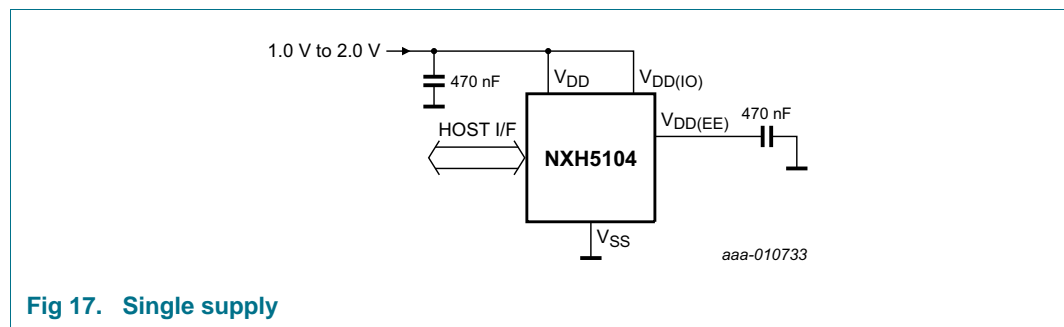 1.0 V to 2.0 V
470 nF
VDD
VDD(IO)
VDD(EE)
470 nF
HOST I/F
NXH5104
VSS
aaa-010733
Fig 17. Single supply